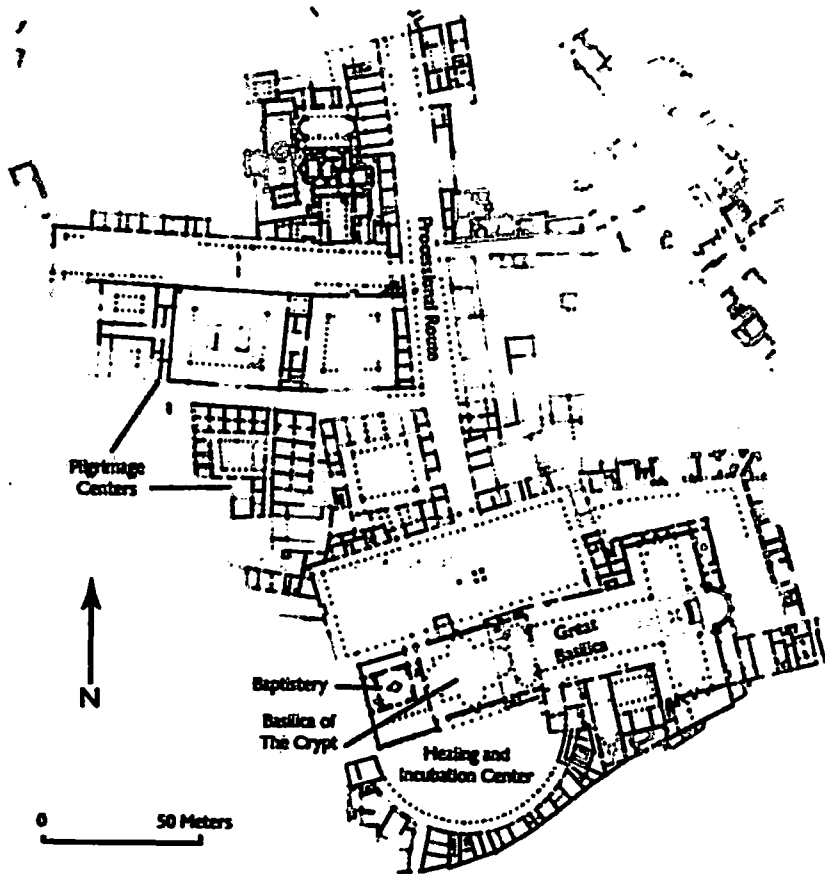 Processional Route
Pilgrimage
Centers
N
Great
Basilica
Baptistery
Basilica of
The Crypt
Healing and
Incubation Center
0 50 Meters